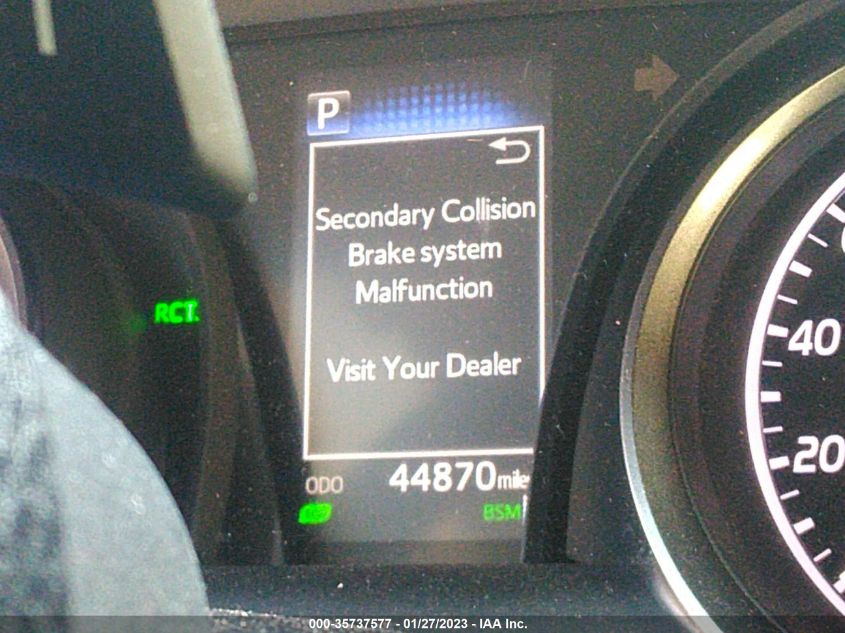 P
Secondary Collision
Brake system
Malfunction
Visit Your Dealer
RCT
40
20
ODO 44870 mile
BSM
000-35737577 - 01/27/2023 - IAA Inc.